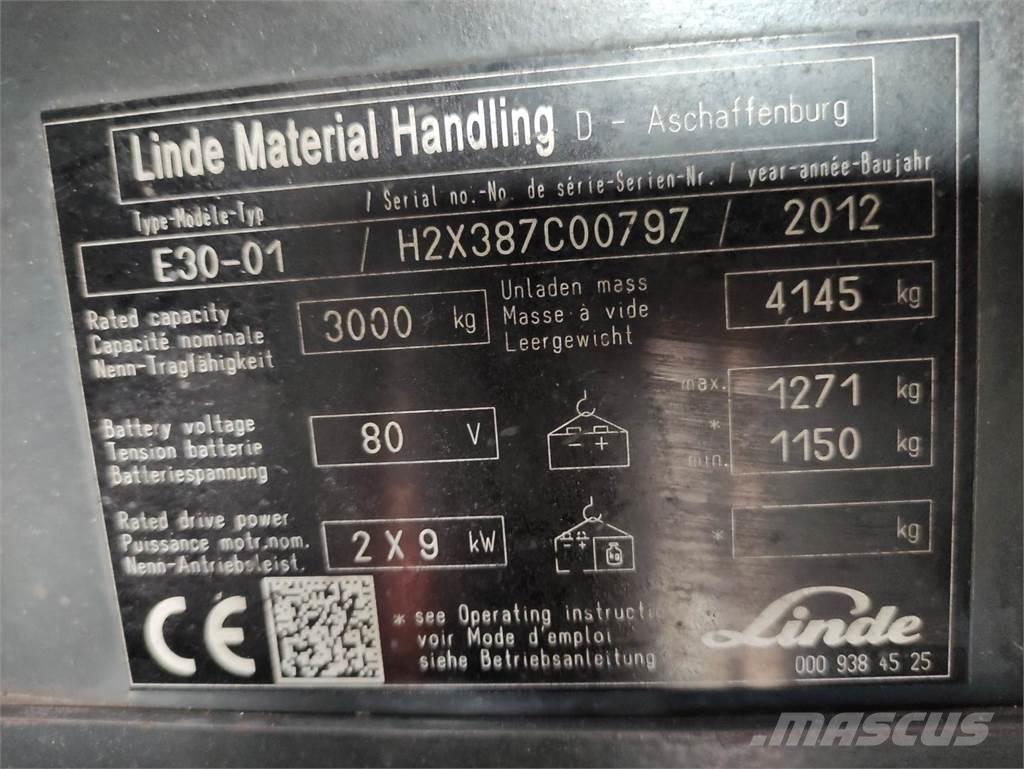 Linde Material Handling D - Aschaffenburg
Type-Modèle-Typ / Serial no.-No. de série-Serien-Nr. / year-année-Baujahr
E30-01 / H2X387C00797 / 2012
Rated capacity
Capacité nominale
Nenn-Tragfähigkeit
3000 kg
Unladen mass
Masse à vide
Leergewicht
4145 kg
Battery voltage
Tension batterie
Batteriespannung
80 V
- +
max. 1271 kg
*
min. 1150 kg
Rated drive power
Puissance motr.nom.
Nenn-Antriebsleist.
2 X 9 kW
- + kg
* kg
CE
* see Operating instructi
voir Mode d'emploi
siehe Betriebsanleitung
Linde
000 938 45 25
MASCUS